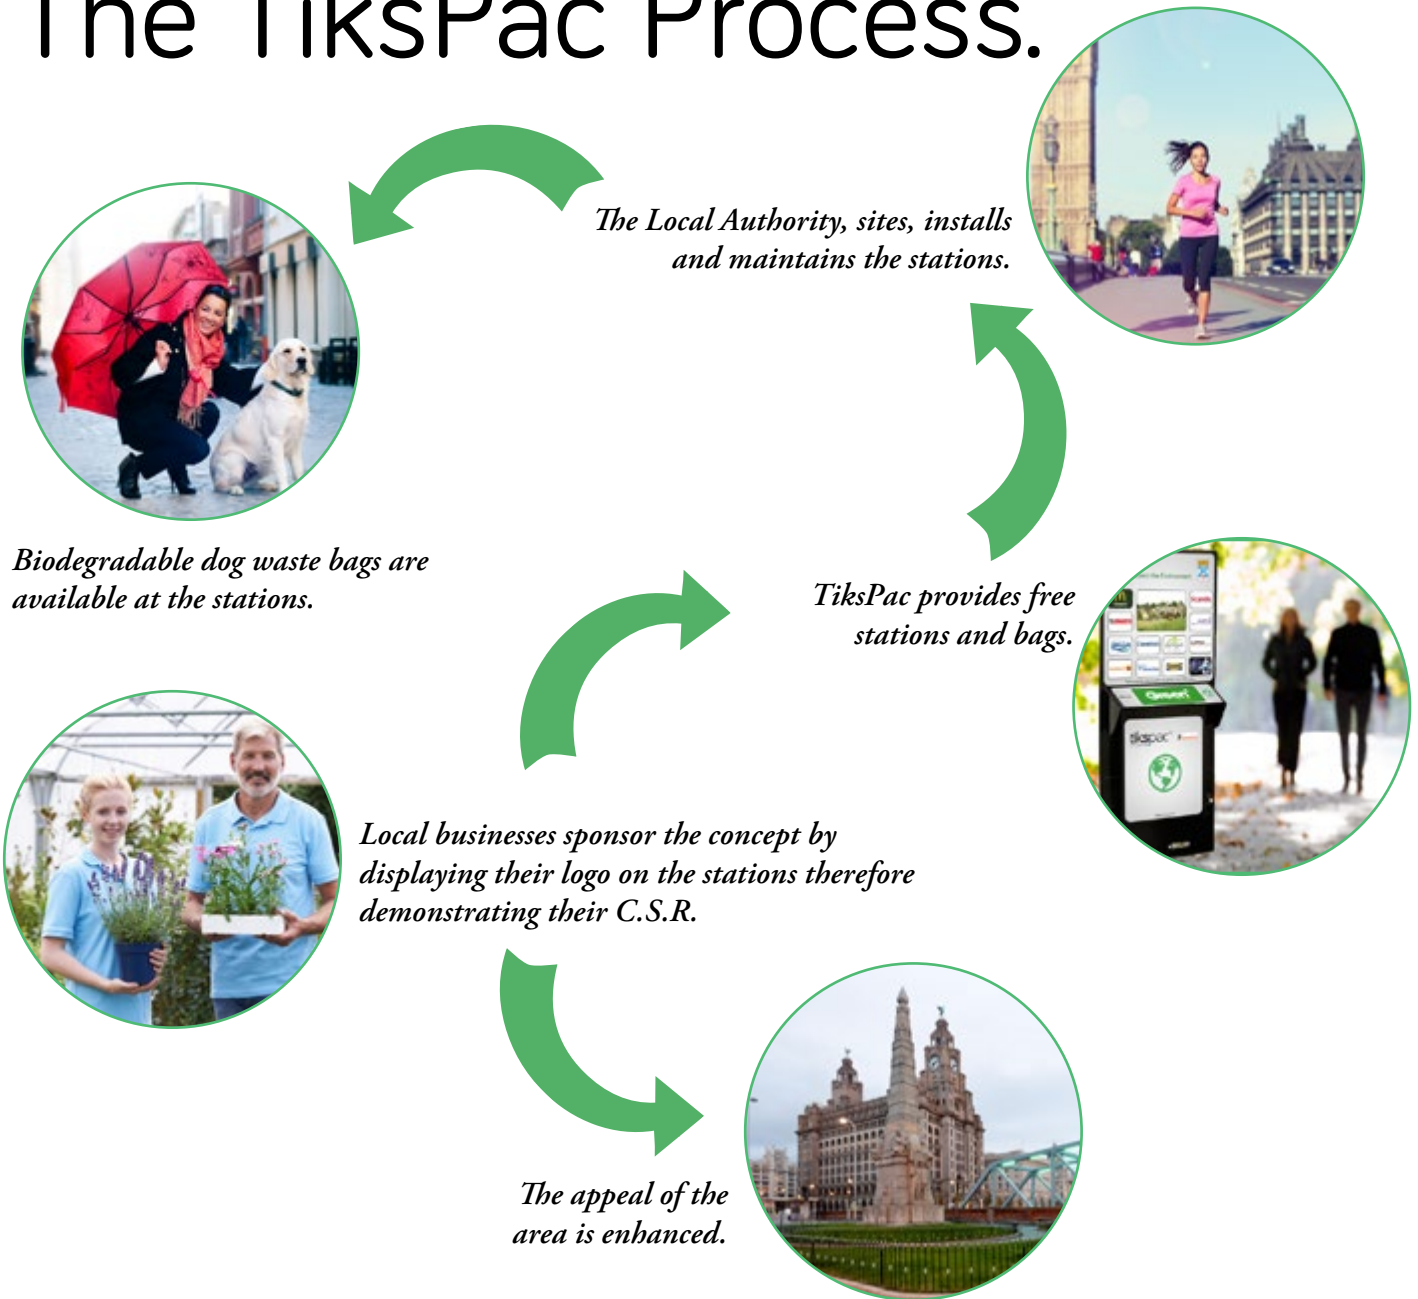 The TiksPac Process.
The Local Authority, sites, installs
and maintains the stations.
Biodegradable dog waste bags are
available at the stations.
TiksPac provides free
stations and bags.
Green
tikspac
Local businesses sponsor the concept by
displaying their logo on the stations therefore
demonstrating their C.S.R.
The appeal of the
area is enhanced.